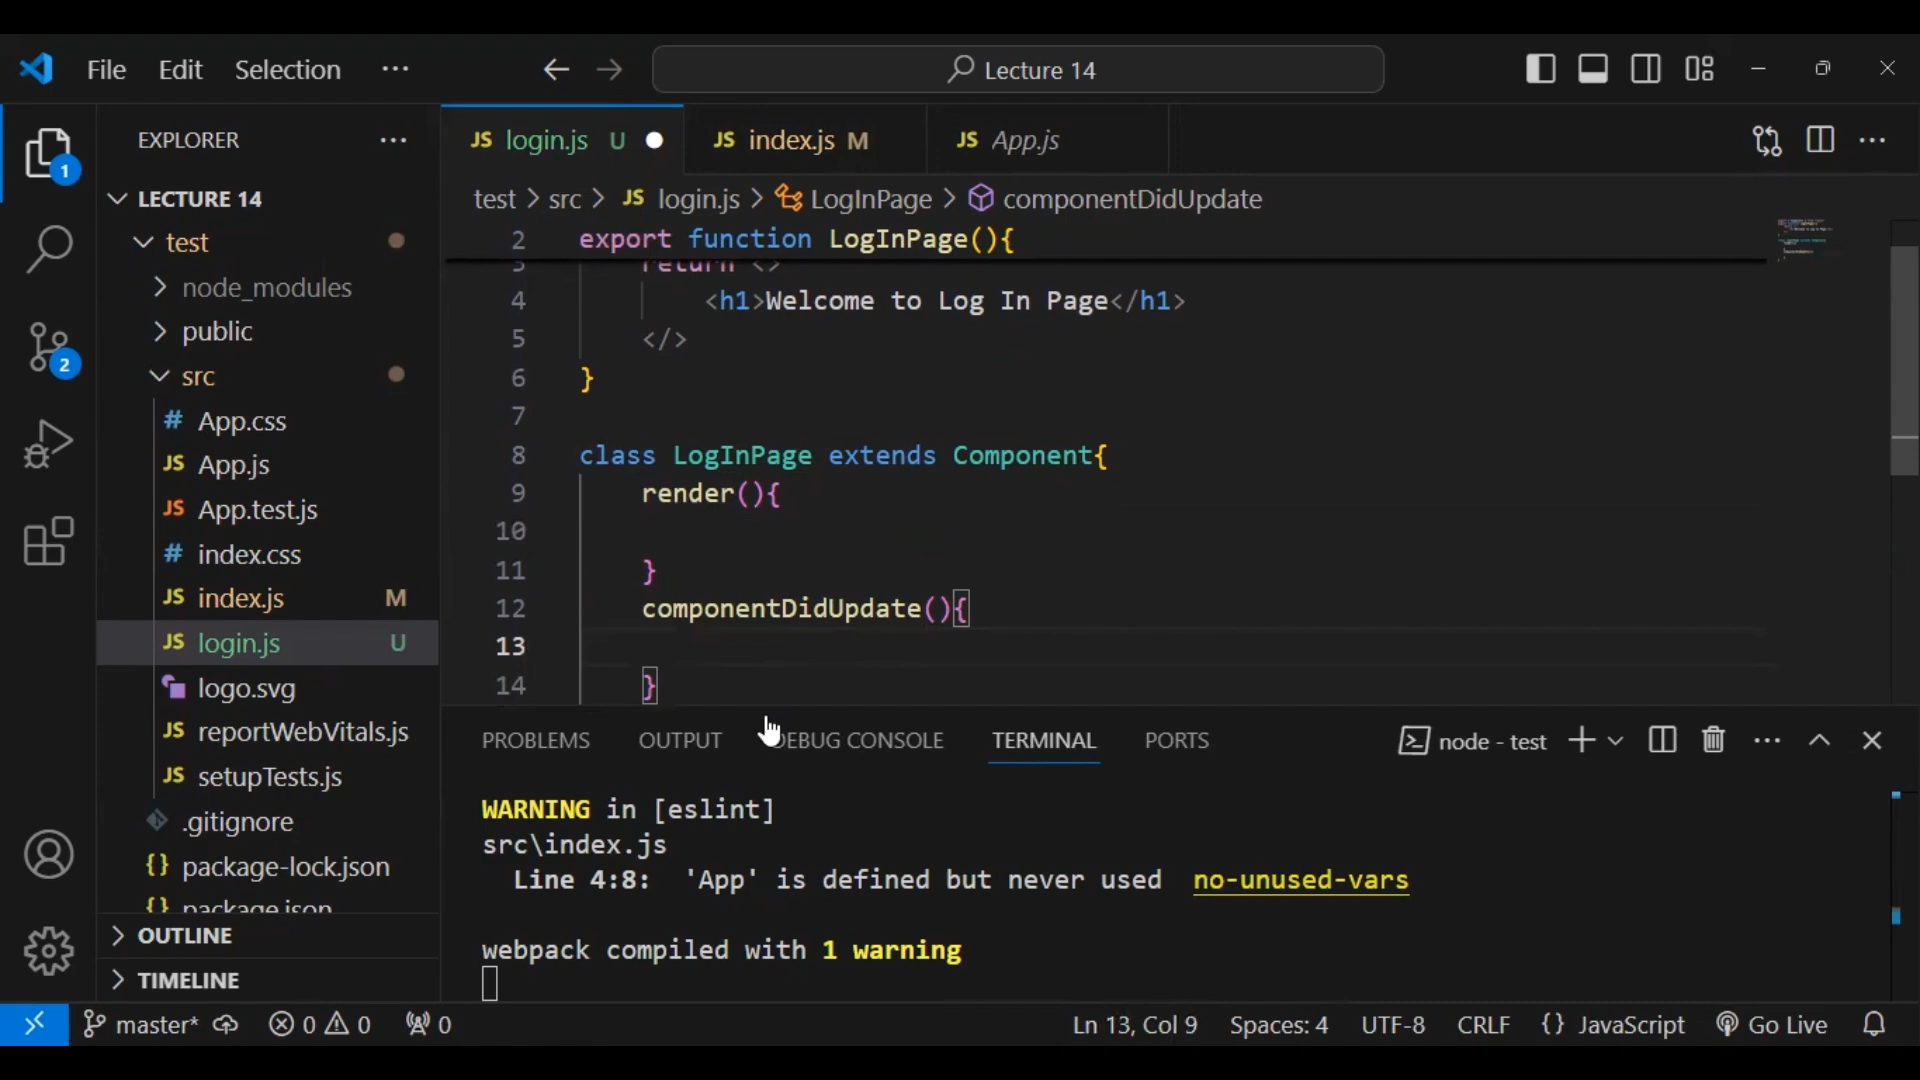 File Edit Selection ··· Lecture 14
EXPLORER ···
LECTURE 14
test
node_modules
public
src
# App.css
JS App.js
JS App.test.js
# index.css
JS index.js M
JS login.js U
logo.svg
JS reportWebVitals.js
JS setupTests.js
.gitignore
{} package-lock.json
{} package.json
OUTLINE
TIMELINE
1
2
JS login.js U JS index.js M JS App.js
test > src > JS login.js > LogInPage > componentDidUpdate
2 export function LogInPage(){
3 return <>
4 <h1>Welcome to Log In Page</h1>
5 </>
6 }
7
8 class LogInPage extends Component{
9 render(){
10
11 }
12 componentDidUpdate(){
13
14 }
PROBLEMS OUTPUT DEBUG CONSOLE TERMINAL PORTS node - test
WARNING in [eslint]
src\index.js
Line 4:8: 'App' is defined but never used no-unused-vars
webpack compiled with 1 warning
master* 0 0 0 Ln 13, Col 9 Spaces: 4 UTF-8 CRLF {} JavaScript Go Live